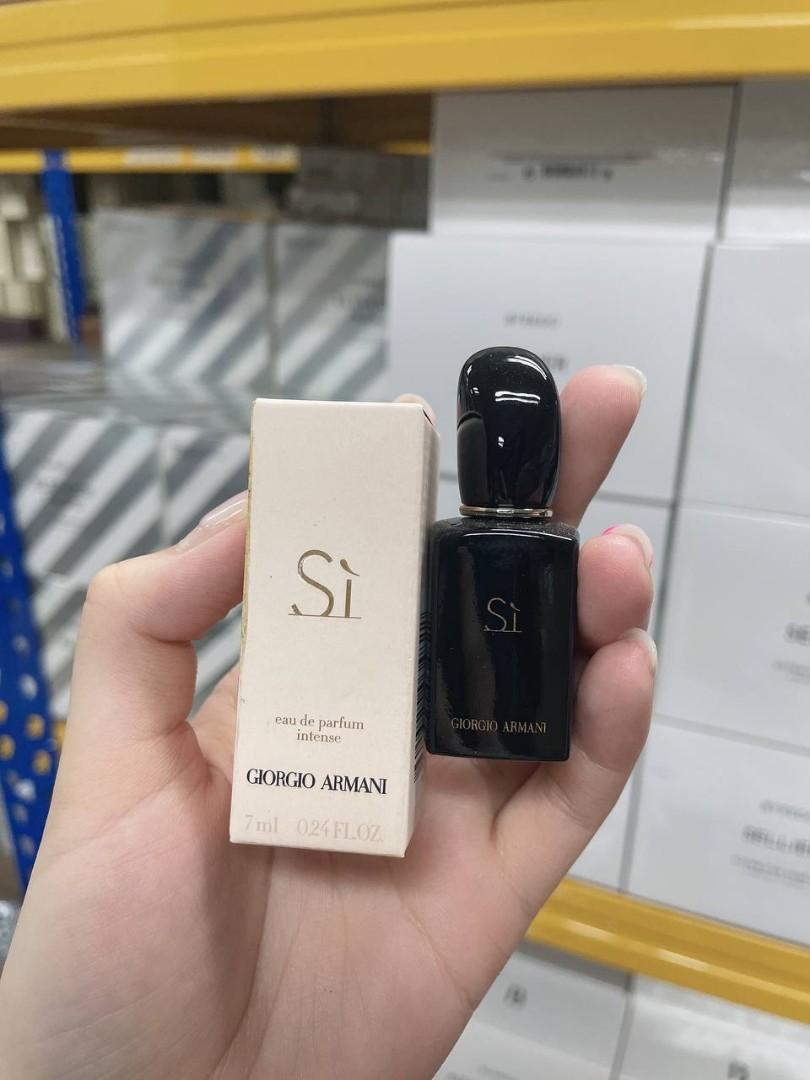 Sì
eau de parfum
intense
GIORGIO ARMANI
7ml 0.24 FL.OZ.
Sì
GIORGIO ARMANI